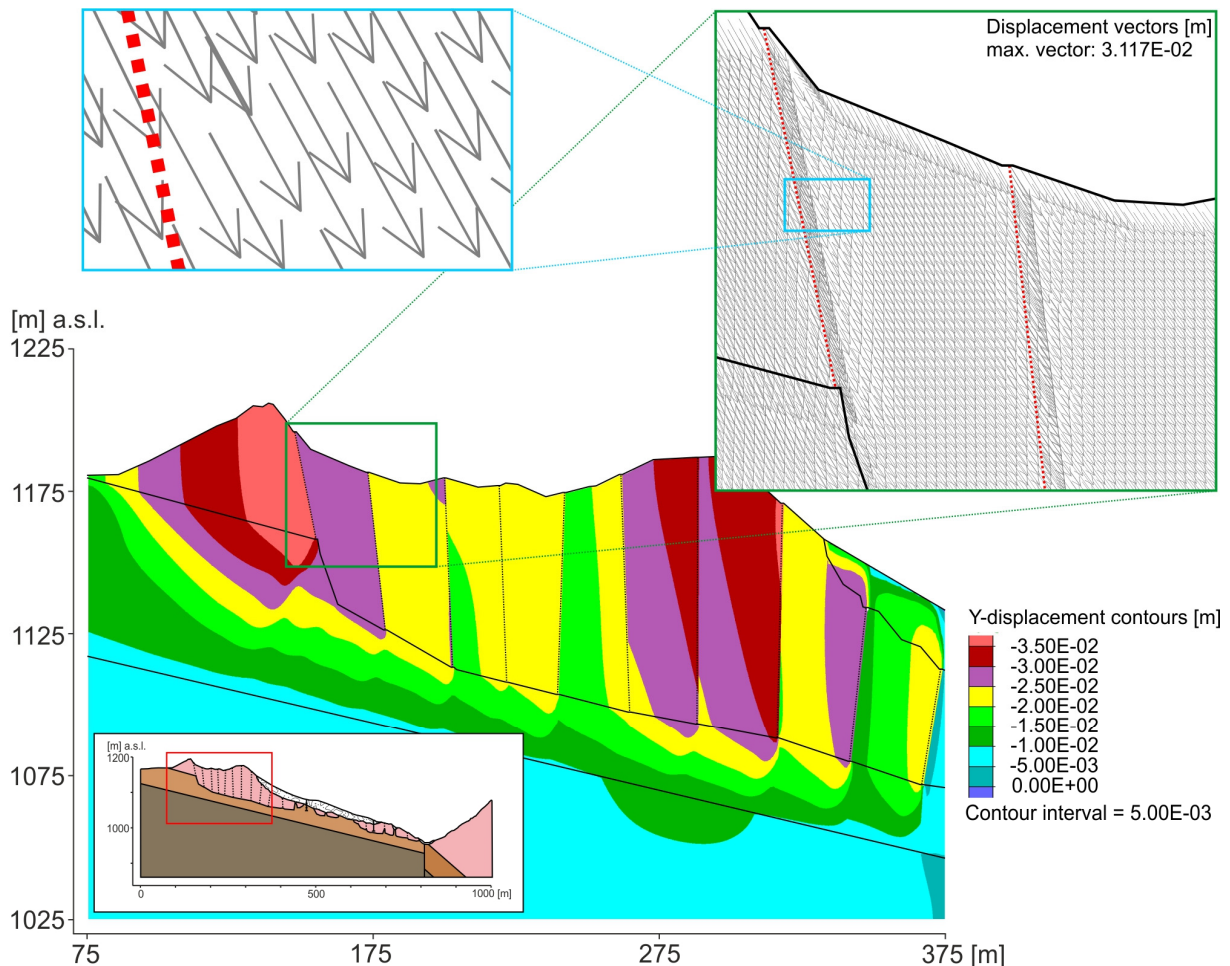 Displacement vectors [m]
max. vector: 3.117E-02
[m] a.s.l.
1225
1175
1125
1075
1025
75
175
275
375 [m]
Y-displacement contours [m]
-3.50E-02
-3.00E-02
-2.50E-02
-2.00E-02
-1.50E-02
-1.00E-02
-5.00E-03
0.00E+00
Contour interval = 5.00E-03
[m] a.s.l.
1200
1000
0
500
1000 [m]